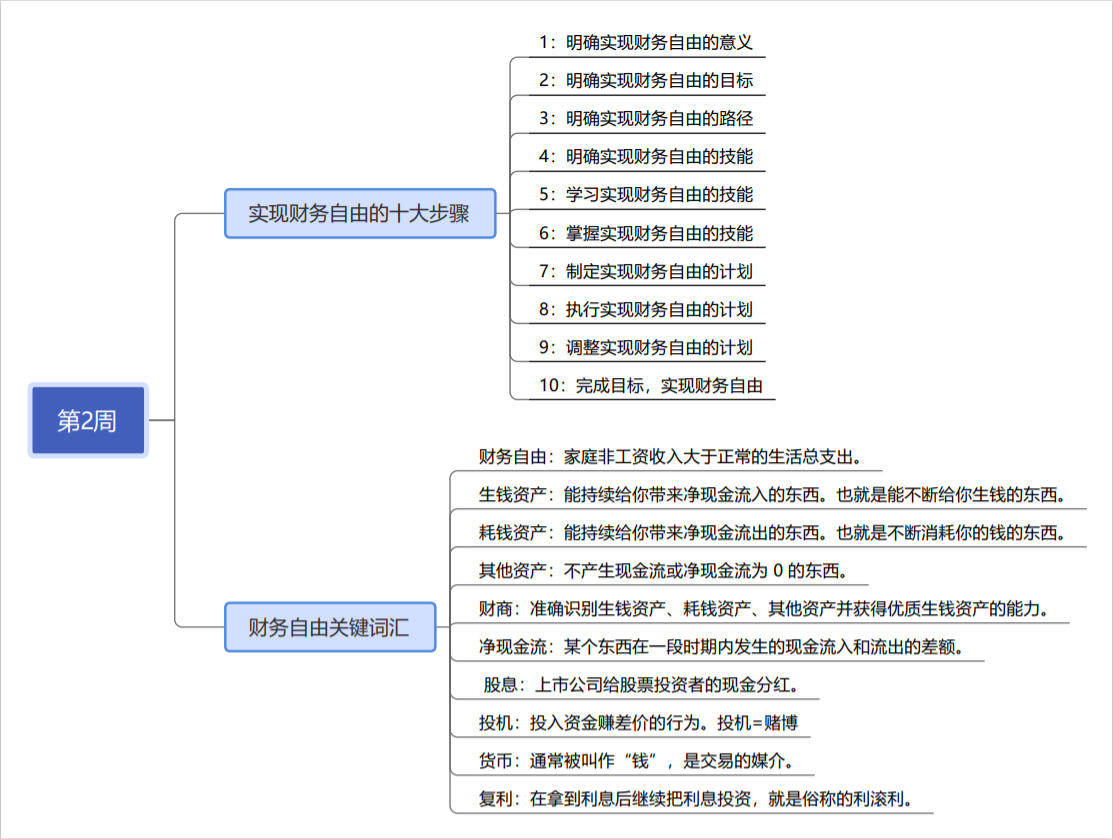 第2周
实现财务自由的十大步骤
1：明确实现财务自由的意义
2：明确实现财务自由的目标
3：明确实现财务自由的路径
4：明确实现财务自由的技能
5：学习实现财务自由的技能
6：掌握实现财务自由的技能
7：制定实现财务自由的计划
8：执行实现财务自由的计划
9：调整实现财务自由的计划
10：完成目标，实现财务自由
财务自由关键词汇
财务自由：家庭非工资收入大于正常的生活总支出。
生钱资产：能持续给你带来净现金流入的东西。也就是能不断给你生钱的东西。
耗钱资产：能持续给你带来净现金流出的东西。也就是不断消耗你的钱的东西。
其他资产：不产生现金流或净现金流为 0 的东西。
财商：准确识别生钱资产、耗钱资产、其他资产并获得优质生钱资产的能力。
净现金流：某个东西在一段时期内发生的现金流入和流出的差额。
股息：上市公司给股票投资者的现金分红。
投机：投入资金赚差价的行为。投机=赌博
货币：通常被叫作“钱”，是交易的媒介。
复利：在拿到利息后继续把利息投资，就是俗称的利滚利。